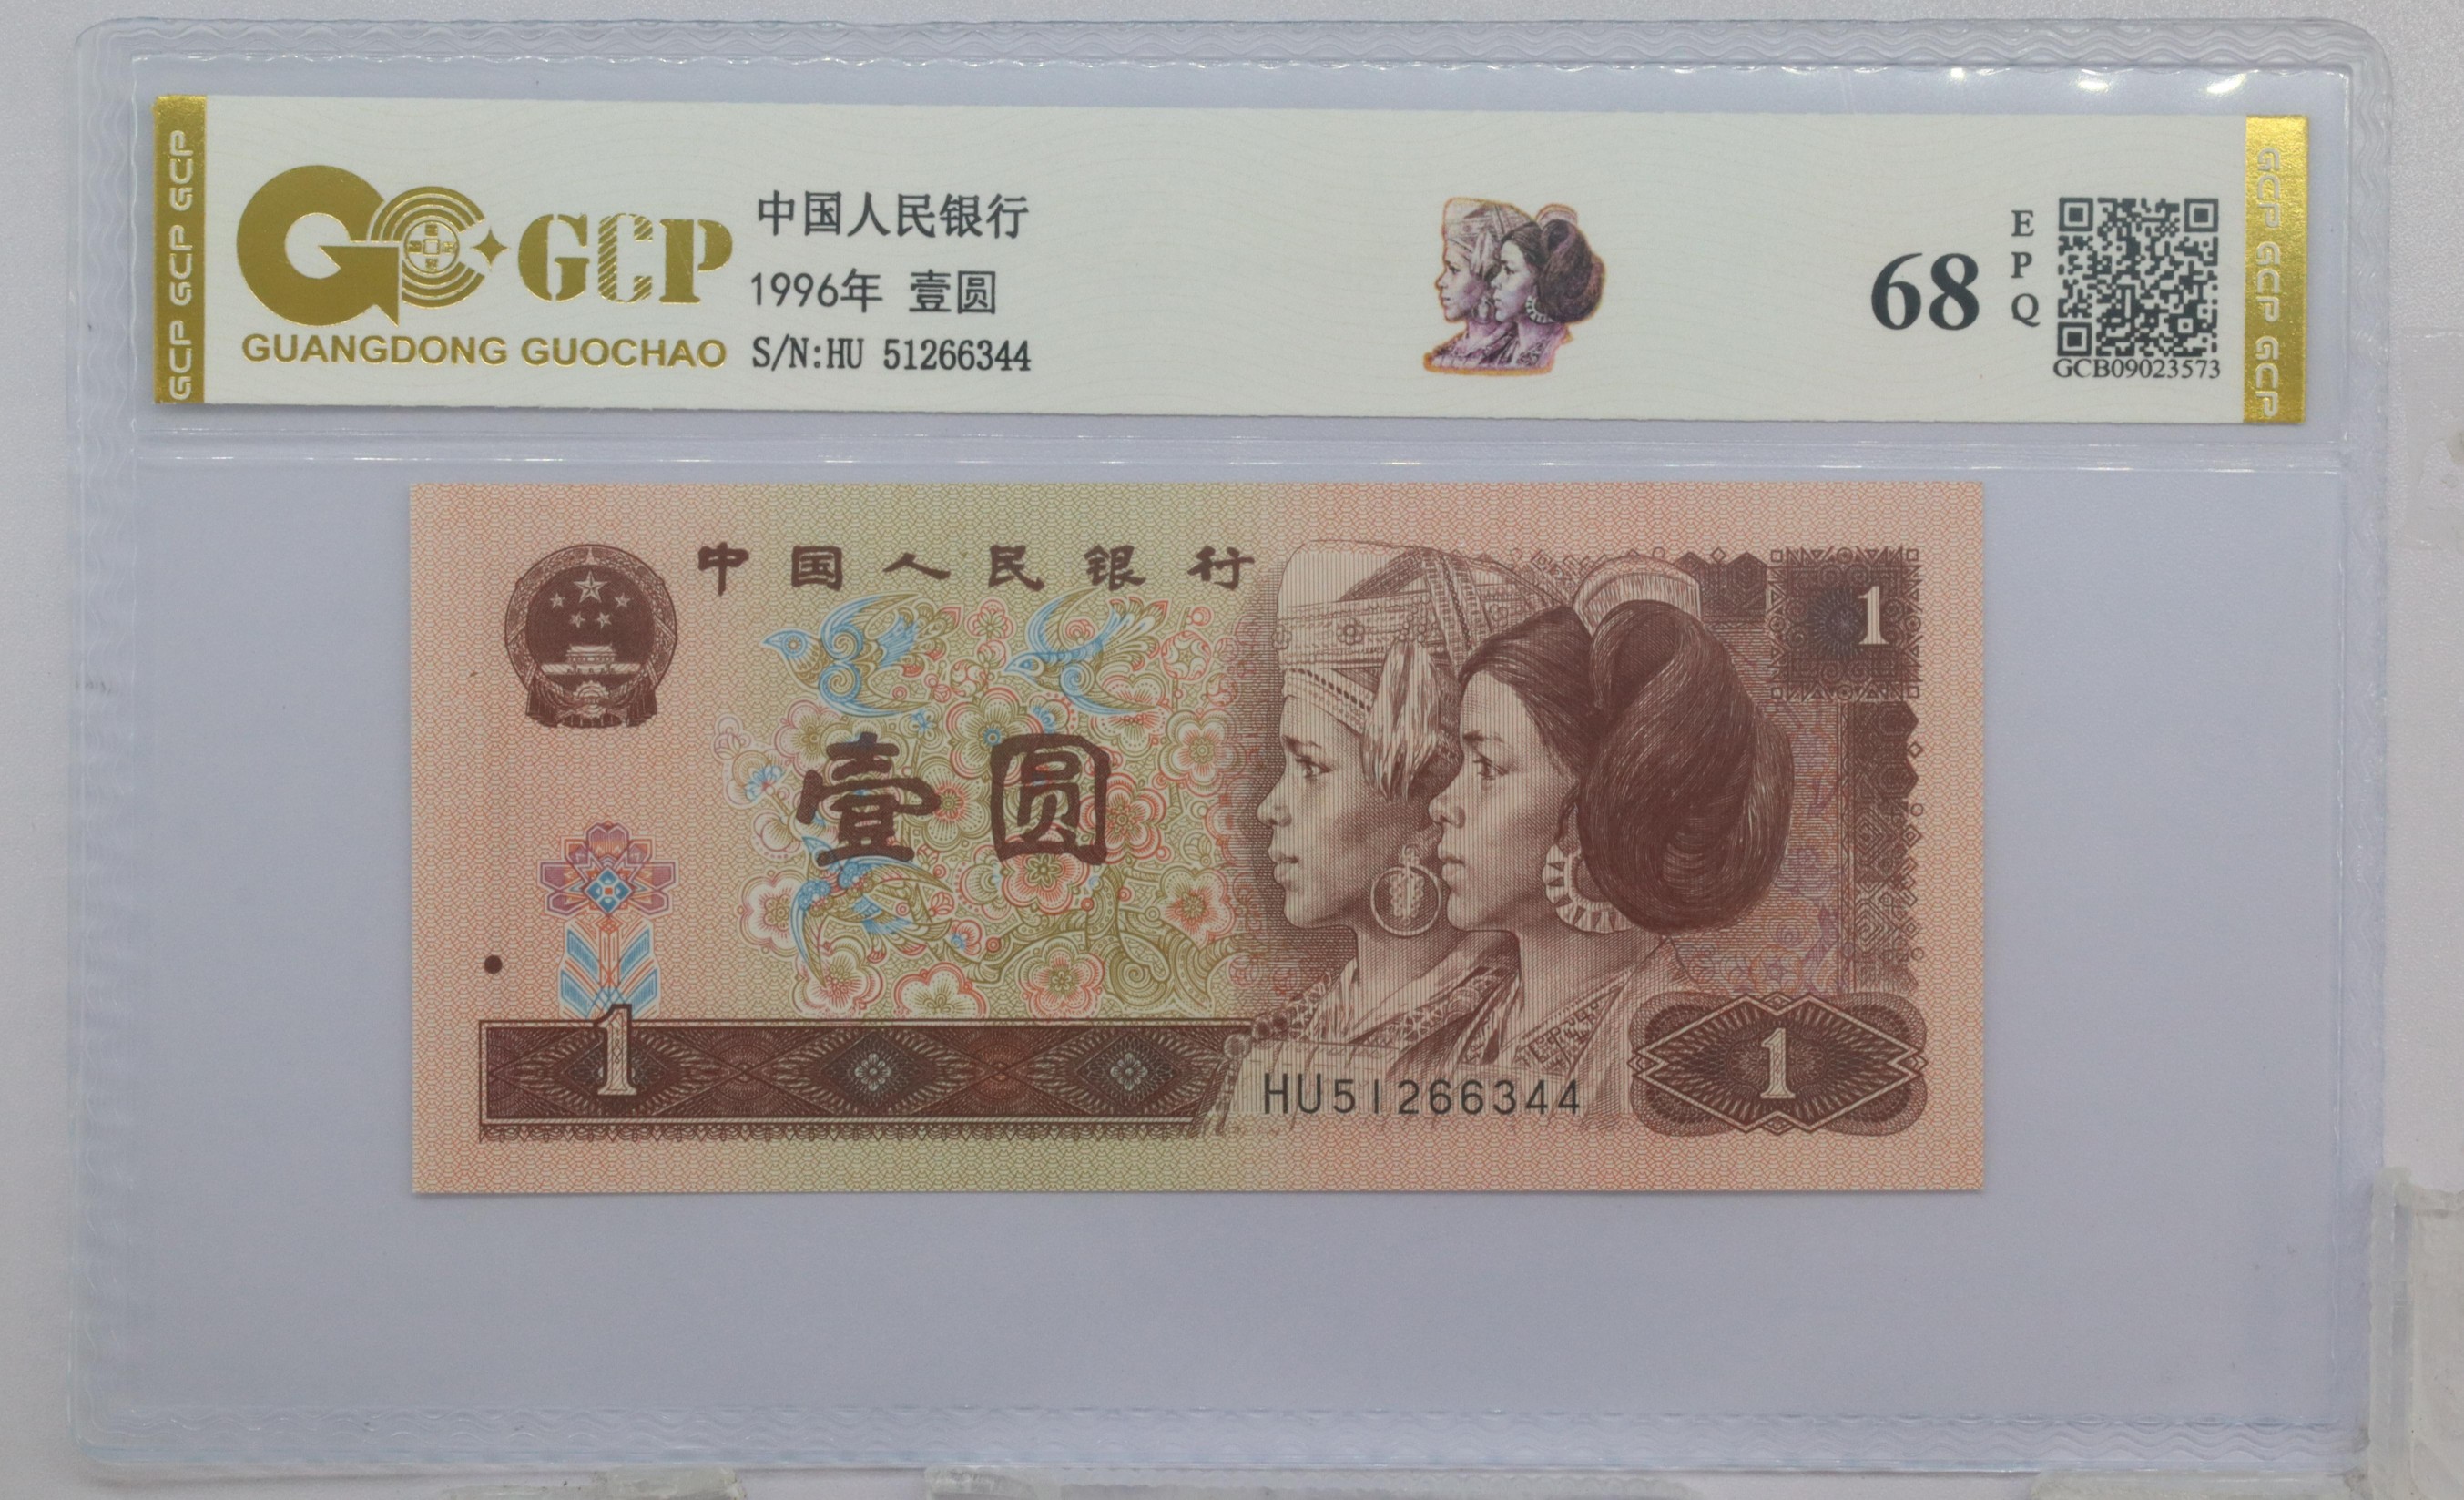 GCP GCP GCP
GCP
GUANGDONG GUOCHAO
中国人民银行
1996年 壹圆
S/N:HU 51266344
68
EPQ
GCB09023573
GCP GCP GCP GCP
中国人民银行
1
壹圆
1
HU51266344
1